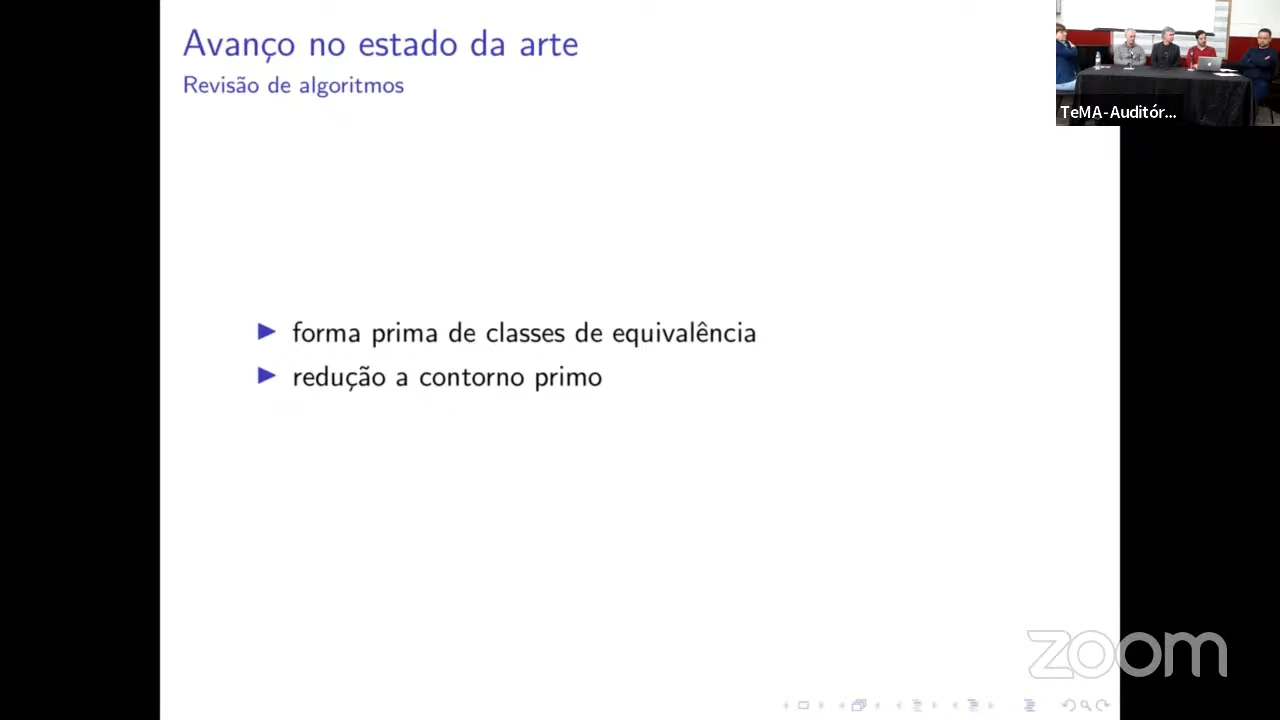 Avanço no estado da arte
Revisão de algoritmos
TeMA-Auditór...
▶ forma prima de classes de equivalência
▶ redução a contorno primo
zoom